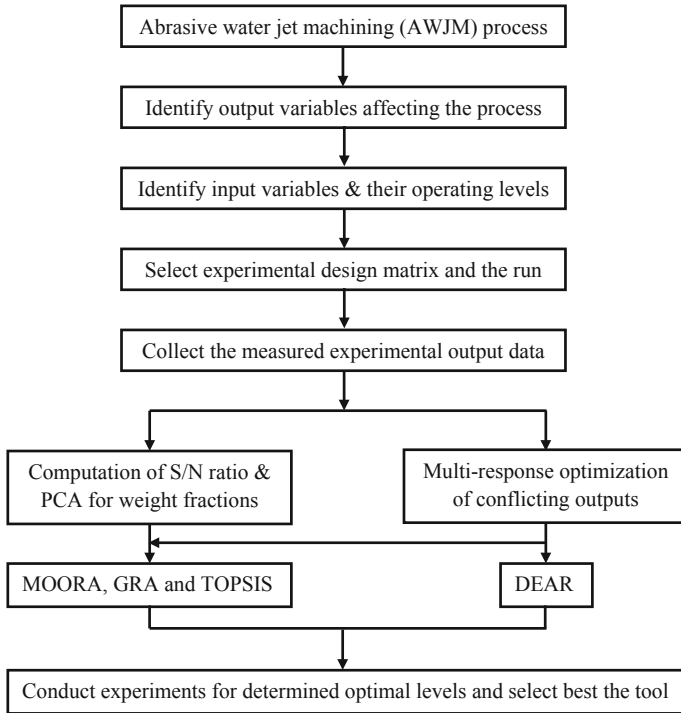 Abrasive water jet machining (AWJM) process
Identify output variables affecting the process
Identify input variables & their operating levels
Select experimental design matrix and the run
Collect the measured experimental output data
Computation of S/N ratio &
PCA for weight fractions
Multi-response optimization
of conflicting outputs
MOORA, GRA and TOPSIS
DEAR
Conduct experiments for determined optimal levels and select best the tool